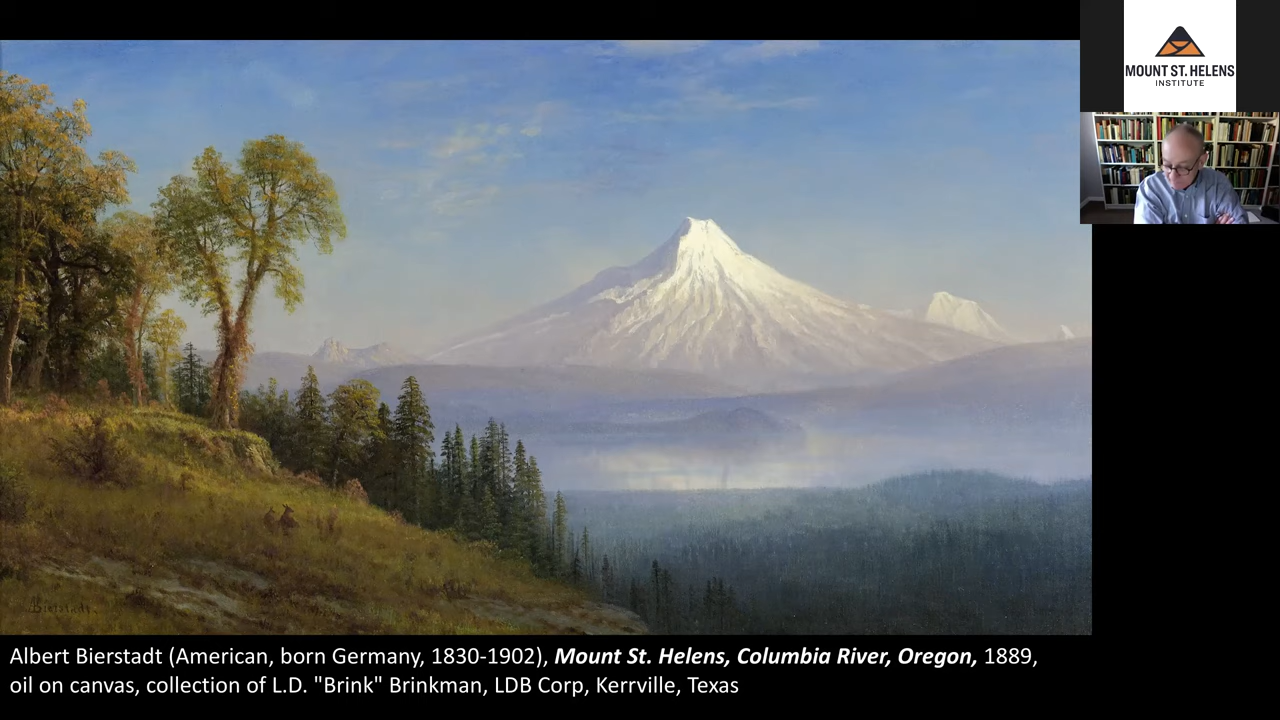 MOUNT ST. HELENS
INSTITUTE
ABierstadt.
Albert Bierstadt (American, born Germany, 1830-1902), Mount St. Helens, Columbia River, Oregon, 1889,
oil on canvas, collection of L.D. "Brink" Brinkman, LDB Corp, Kerrville, Texas